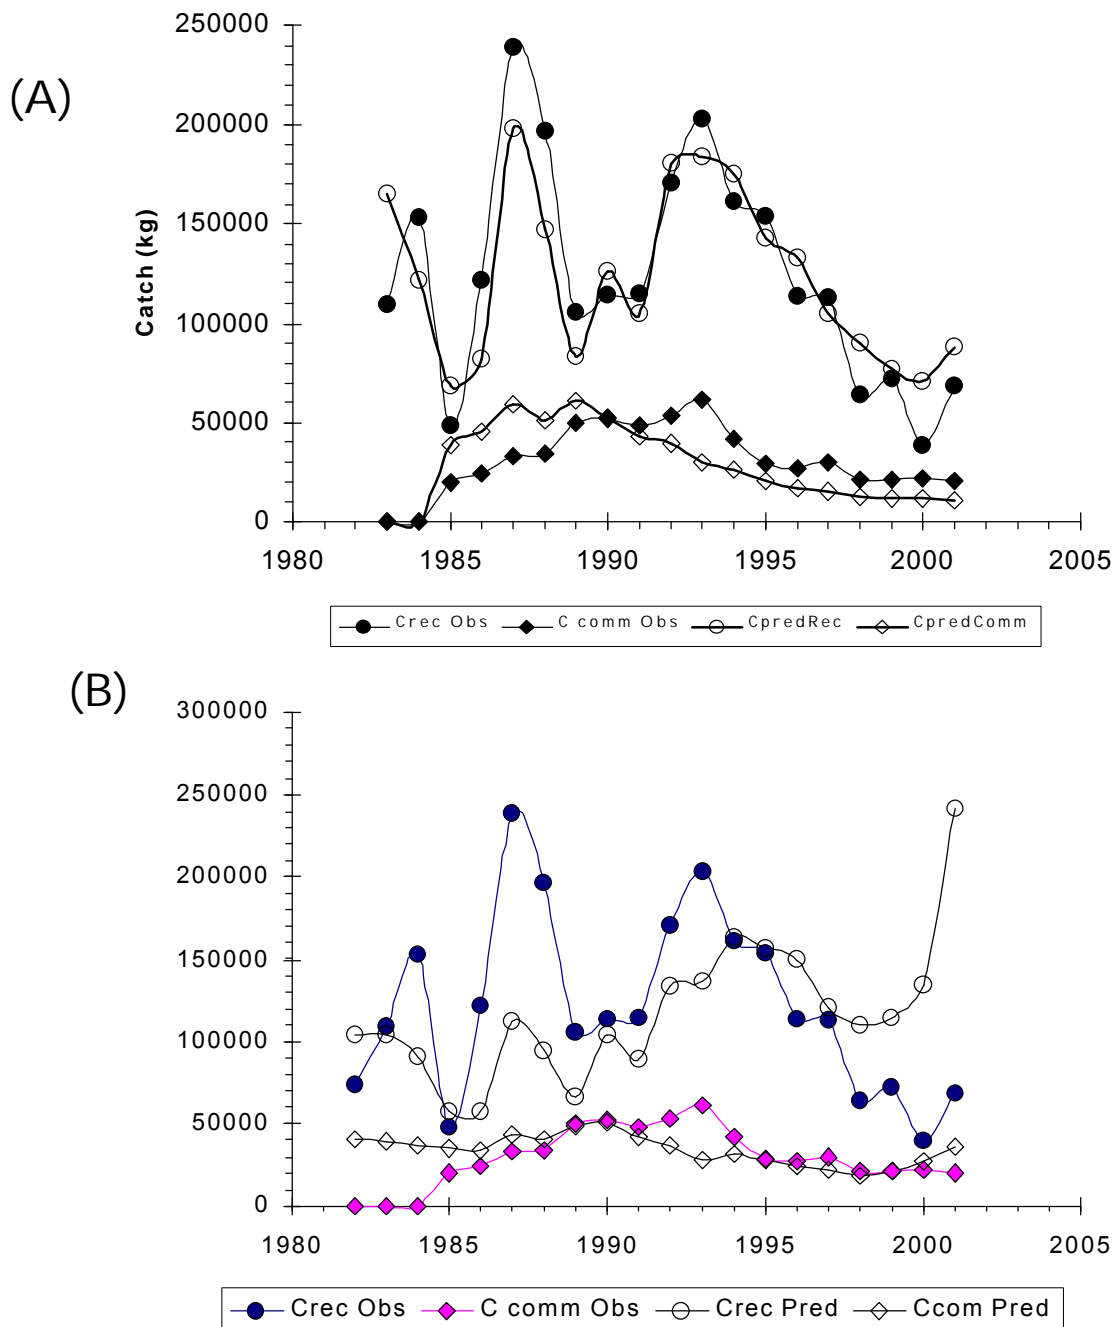 (A)
Catch (kg)
250000
200000
150000
100000
50000
0
1980 1985 1990 1995 2000 2005
Crec Obs C comm Obs CpredRec CpredComm
(B)
300000
250000
200000
150000
100000
50000
0
1980 1985 1990 1995 2000 2005
Crec Obs C comm Obs Crec Pred Ccom Pred